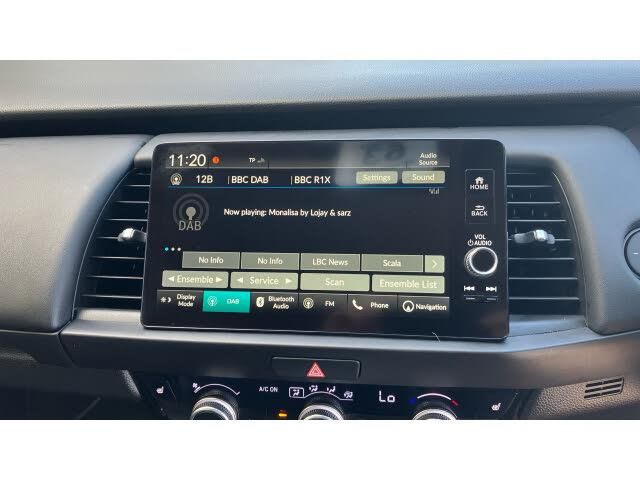 11:20 TP Audio Source
12B BBC DAB BBC R1X Settings Sound
HOME
DAB Now playing: Monalisa by Lojay & sarz
BACK
VOL
AUDIO
No Info No Info LBC News Scala
Ensemble Service Scan Ensemble List
Display Mode DAB Bluetooth Audio FM Phone Navigation
A/C ON Lo